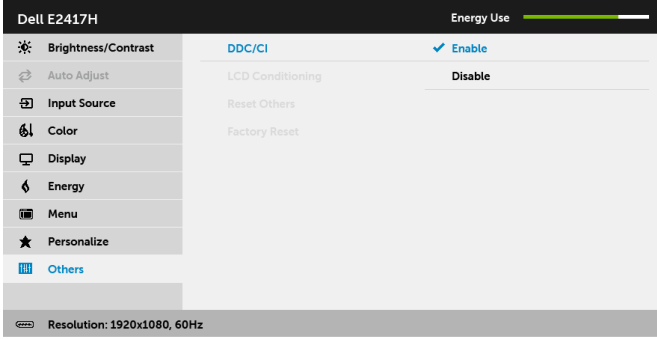 Dell E2417H Energy Use
Brightness/Contrast DDC/CI Enable
Auto Adjust LCD Conditioning Disable
Input Source Reset Others
Color Factory Reset
Display
Energy
Menu
Personalize
Others
Resolution: 1920x1080, 60Hz